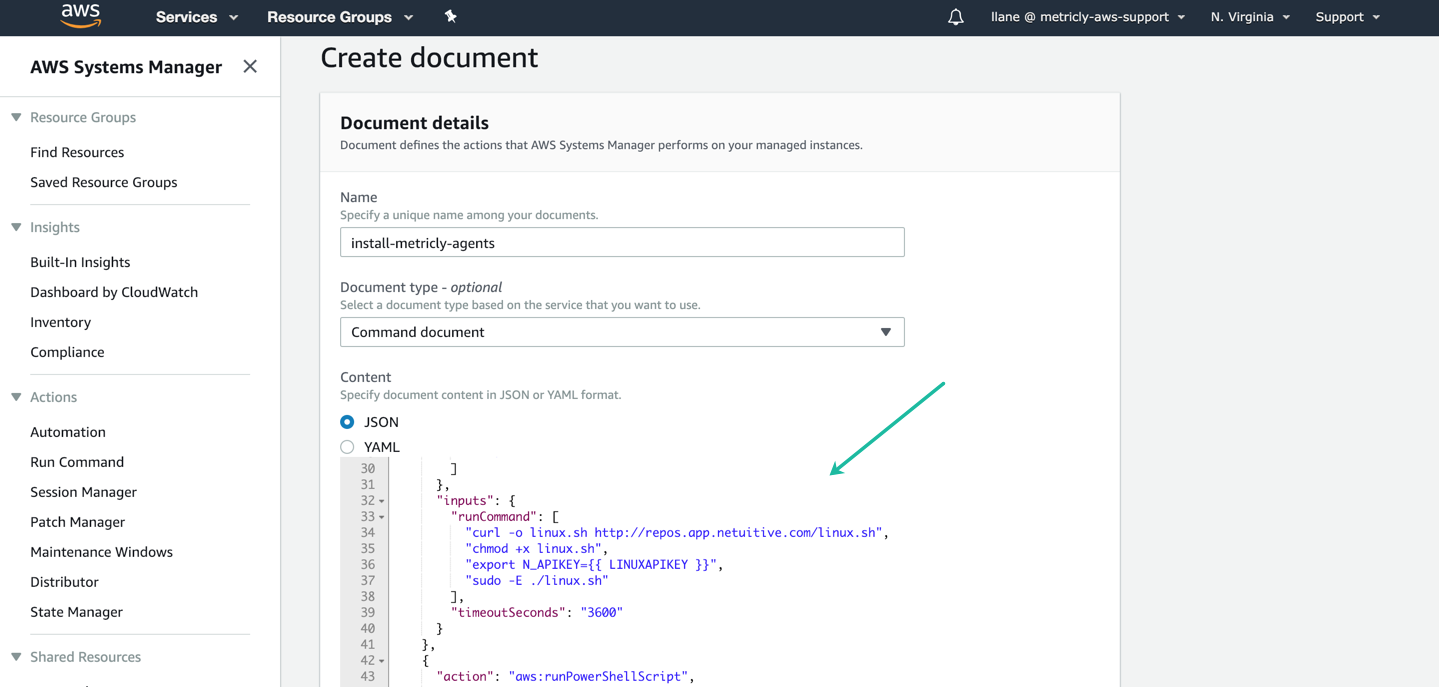 aws
Services
Resource Groups
llane @ metricly-aws-support
N. Virginia
Support
AWS Systems Manager
Resource Groups
Find Resources
Saved Resource Groups
Insights
Built-In Insights
Dashboard by CloudWatch
Inventory
Compliance
Actions
Automation
Run Command
Session Manager
Patch Manager
Maintenance Windows
Distributor
State Manager
Shared Resources
Create document
Document details
Document defines the actions that AWS Systems Manager performs on your managed instances.
Name
Specify a unique name among your documents.
install-metricly-agents
Document type - optional
Select a document type based on the service that you want to use.
Command document
Content
Specify document content in JSON or YAML format.
JSON
YAML
30 ]
31 },
32 "inputs": {
33 "runCommand": [
34 "curl -o linux.sh http://repos.app.netuitive.com/linux.sh",
35 "chmod +x linux.sh",
36 "export N_APIKEY={{ LINUXAPIKEY }}",
37 "sudo -E ./linux.sh"
38 ],
39 "timeoutSeconds": "3600"
40 }
41 },
42 {
43 "action": "aws:runPowerShellScript",